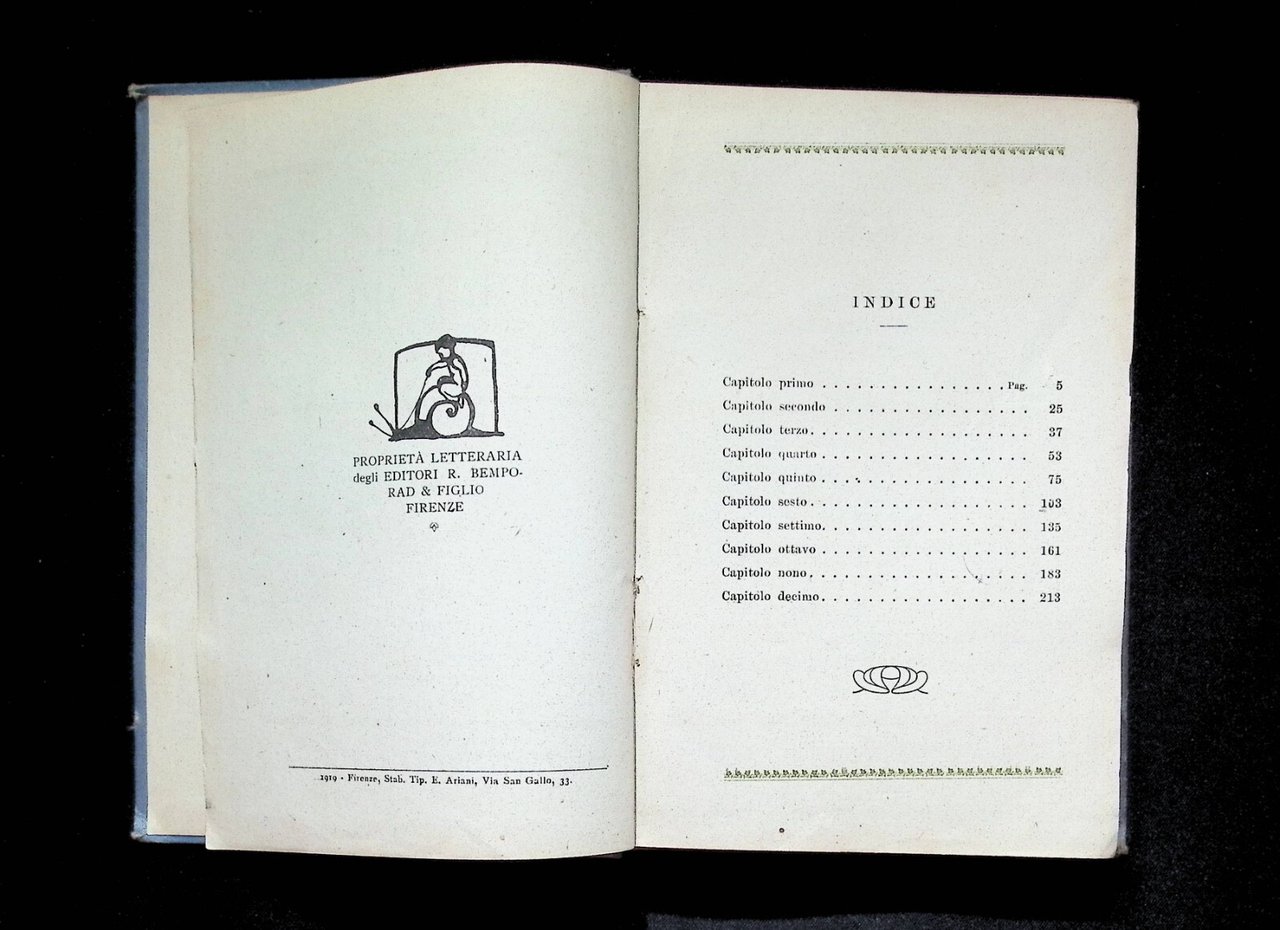 PROPRIETÀ LETTERARIA
degli EDITORI R. BEMPO-
RAD & FIGLIO
FIRENZE
1919 - Firenze, Stab. Tip. E. Ariani, Via San Gallo, 33.
INDICE
Capitolo primo . . . . . . . . . . . . . . . . Pag. 5
Capitolo secondo . . . . . . . . . . . . . . . . . 25
Capitolo terzo . . . . . . . . . . . . . . . . . . . 37
Capitolo quarto . . . . . . . . . . . . . . . . . . 53
Capitolo quinto . . . . . . . . . . . . . . . . . . 75
Capitolo sesto . . . . . . . . . . . . . . . . . . . 103
Capitolo settimo . . . . . . . . . . . . . . . . . . 135
Capitolo ottavo . . . . . . . . . . . . . . . . . . 161
Capitolo nono . . . . . . . . . . . . . . . . . . . 183
Capitolo decimo . . . . . . . . . . . . . . . . . . 213